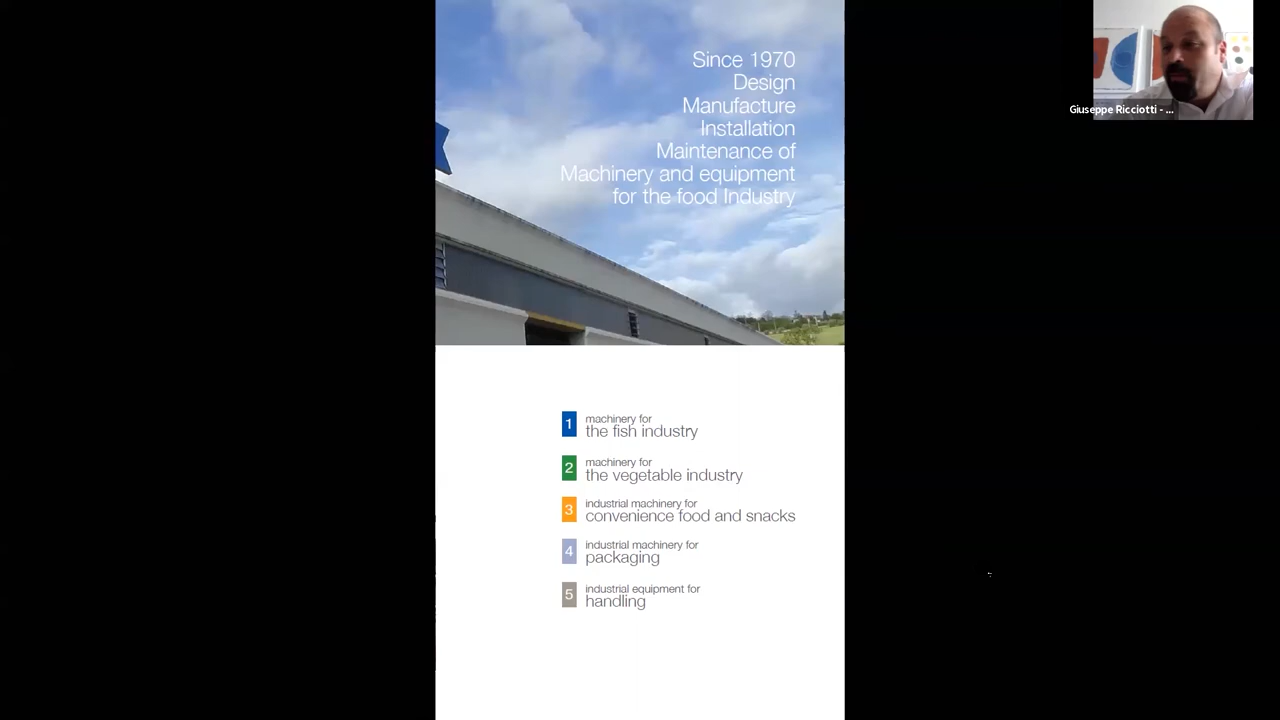 Since 1970
Design
Manufacture
Installation
Maintenance of
Machinery and equipment
for the food Industry
Giuseppe Ricciotti - ...
1 machinery for
the fish industry
2 machinery for
the vegetable industry
3 industrial machinery for
convenience food and snacks
4 industrial machinery for
packaging
5 industrial equipment for
handling